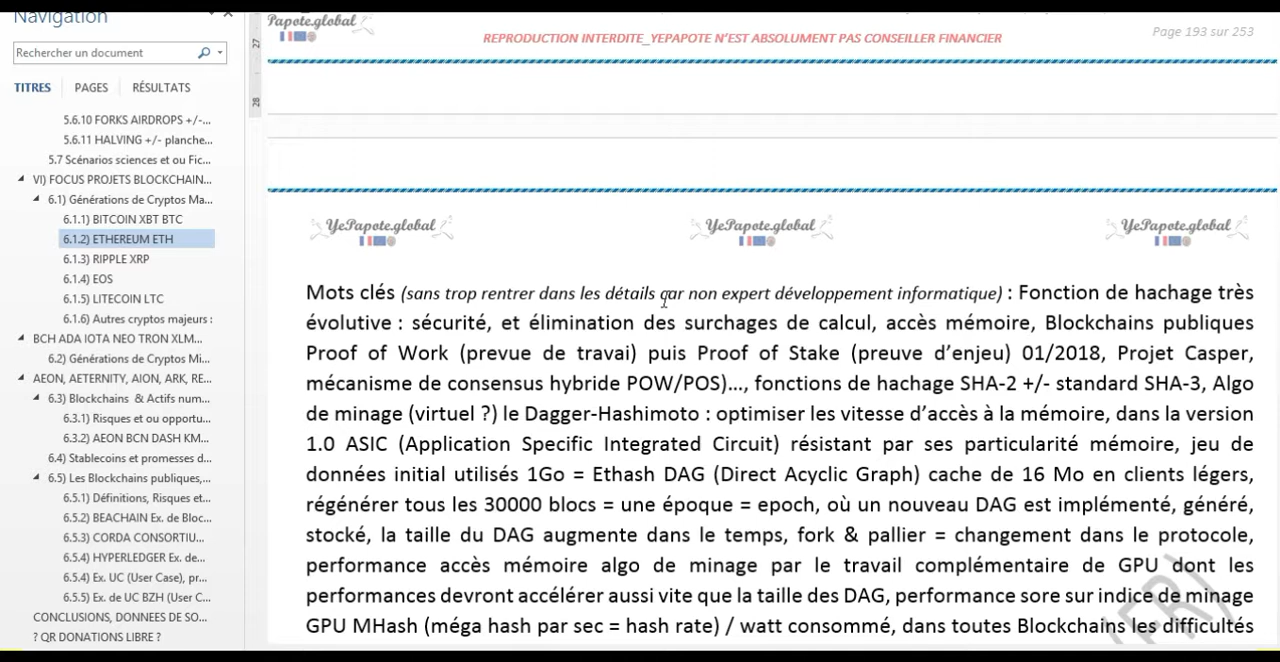 Navigation
Rechercher un document
TITRES PAGES RÉSULTATS
5.6.10 FORKS AIRDROPS +/-...
5.6.11 HALVING +/- planche...
5.7 Scénarios sciences et ou Fic...
VI) FOCUS PROJETS BLOCKCHAIN...
6.1) Générations de Cryptos Ma...
6.1.1) BITCOIN XBT BTC
6.1.2) ETHEREUM ETH
6.1.3) RIPPLE XRP
6.1.4) EOS
6.1.5) LITECOIN LTC
6.1.6) Autres cryptos majeurs :
BCH ADA IOTA NEO TRON XLM...
6.2) Générations de Cryptos Mi...
AEON, AETERNITY, AION, ARK, RE...
6.3) Blockchains & Actifs num...
6.3.1) Risques et ou opportu...
6.3.2) AEON BCN DASH KM...
6.4) Stablecoins et promesses d...
6.5) Les Blockchains publiques,...
6.5.1) Définitions, Risques et...
6.5.2) BEACHAIN Ex. de Bloc...
6.5.3) CORDA CONSORTIU...
6.5.4) HYPERLEDGER Ex. de...
6.5.4) Ex. UC (User Case), pr...
6.5.5) Ex. de UC BZH (User C...
CONCLUSIONS, DONNEES DE SO...
? QR DONATIONS LIBRE ?
27
28
Papote.global
REPRODUCTION INTERDITE_YEPAPOTE N'EST ABSOLUMENT PAS CONSEILLER FINANCIER
Page 193 sur 253
YePapote.global YePapote.global YePapote.global
Mots clés (sans trop rentrer dans les détails car non expert développement informatique) : Fonction de hachage très
évolutive : sécurité, et élimination des surchages de calcul, accès mémoire, Blockchains publiques
Proof of Work (prevue de travai) puis Proof of Stake (preuve d'enjeu) 01/2018, Projet Casper,
mécanisme de consensus hybride POW/POS)..., fonctions de hachage SHA-2 +/- standard SHA-3, Algo
de minage (virtuel ?) le Dagger-Hashimoto : optimiser les vitesse d'accès à la mémoire, dans la version
1.0 ASIC (Application Specific Integrated Circuit) résistant par ses particularité mémoire, jeu de
données initial utilisés 1Go = Ethash DAG (Direct Acyclic Graph) cache de 16 Mo en clients légers,
régénérer tous les 30000 blocs = une époque = epoch, où un nouveau DAG est implémenté, généré,
stocké, la taille du DAG augmente dans le temps, fork & pallier = changement dans le protocole,
performance accès mémoire algo de minage par le travail complémentaire de GPU dont les
performances devront accélérer aussi vite que la taille des DAG, performance sore sur indice de minage
GPU MHash (méga hash par sec = hash rate) / watt consommé, dans toutes Blockchains les difficultés
(FR)